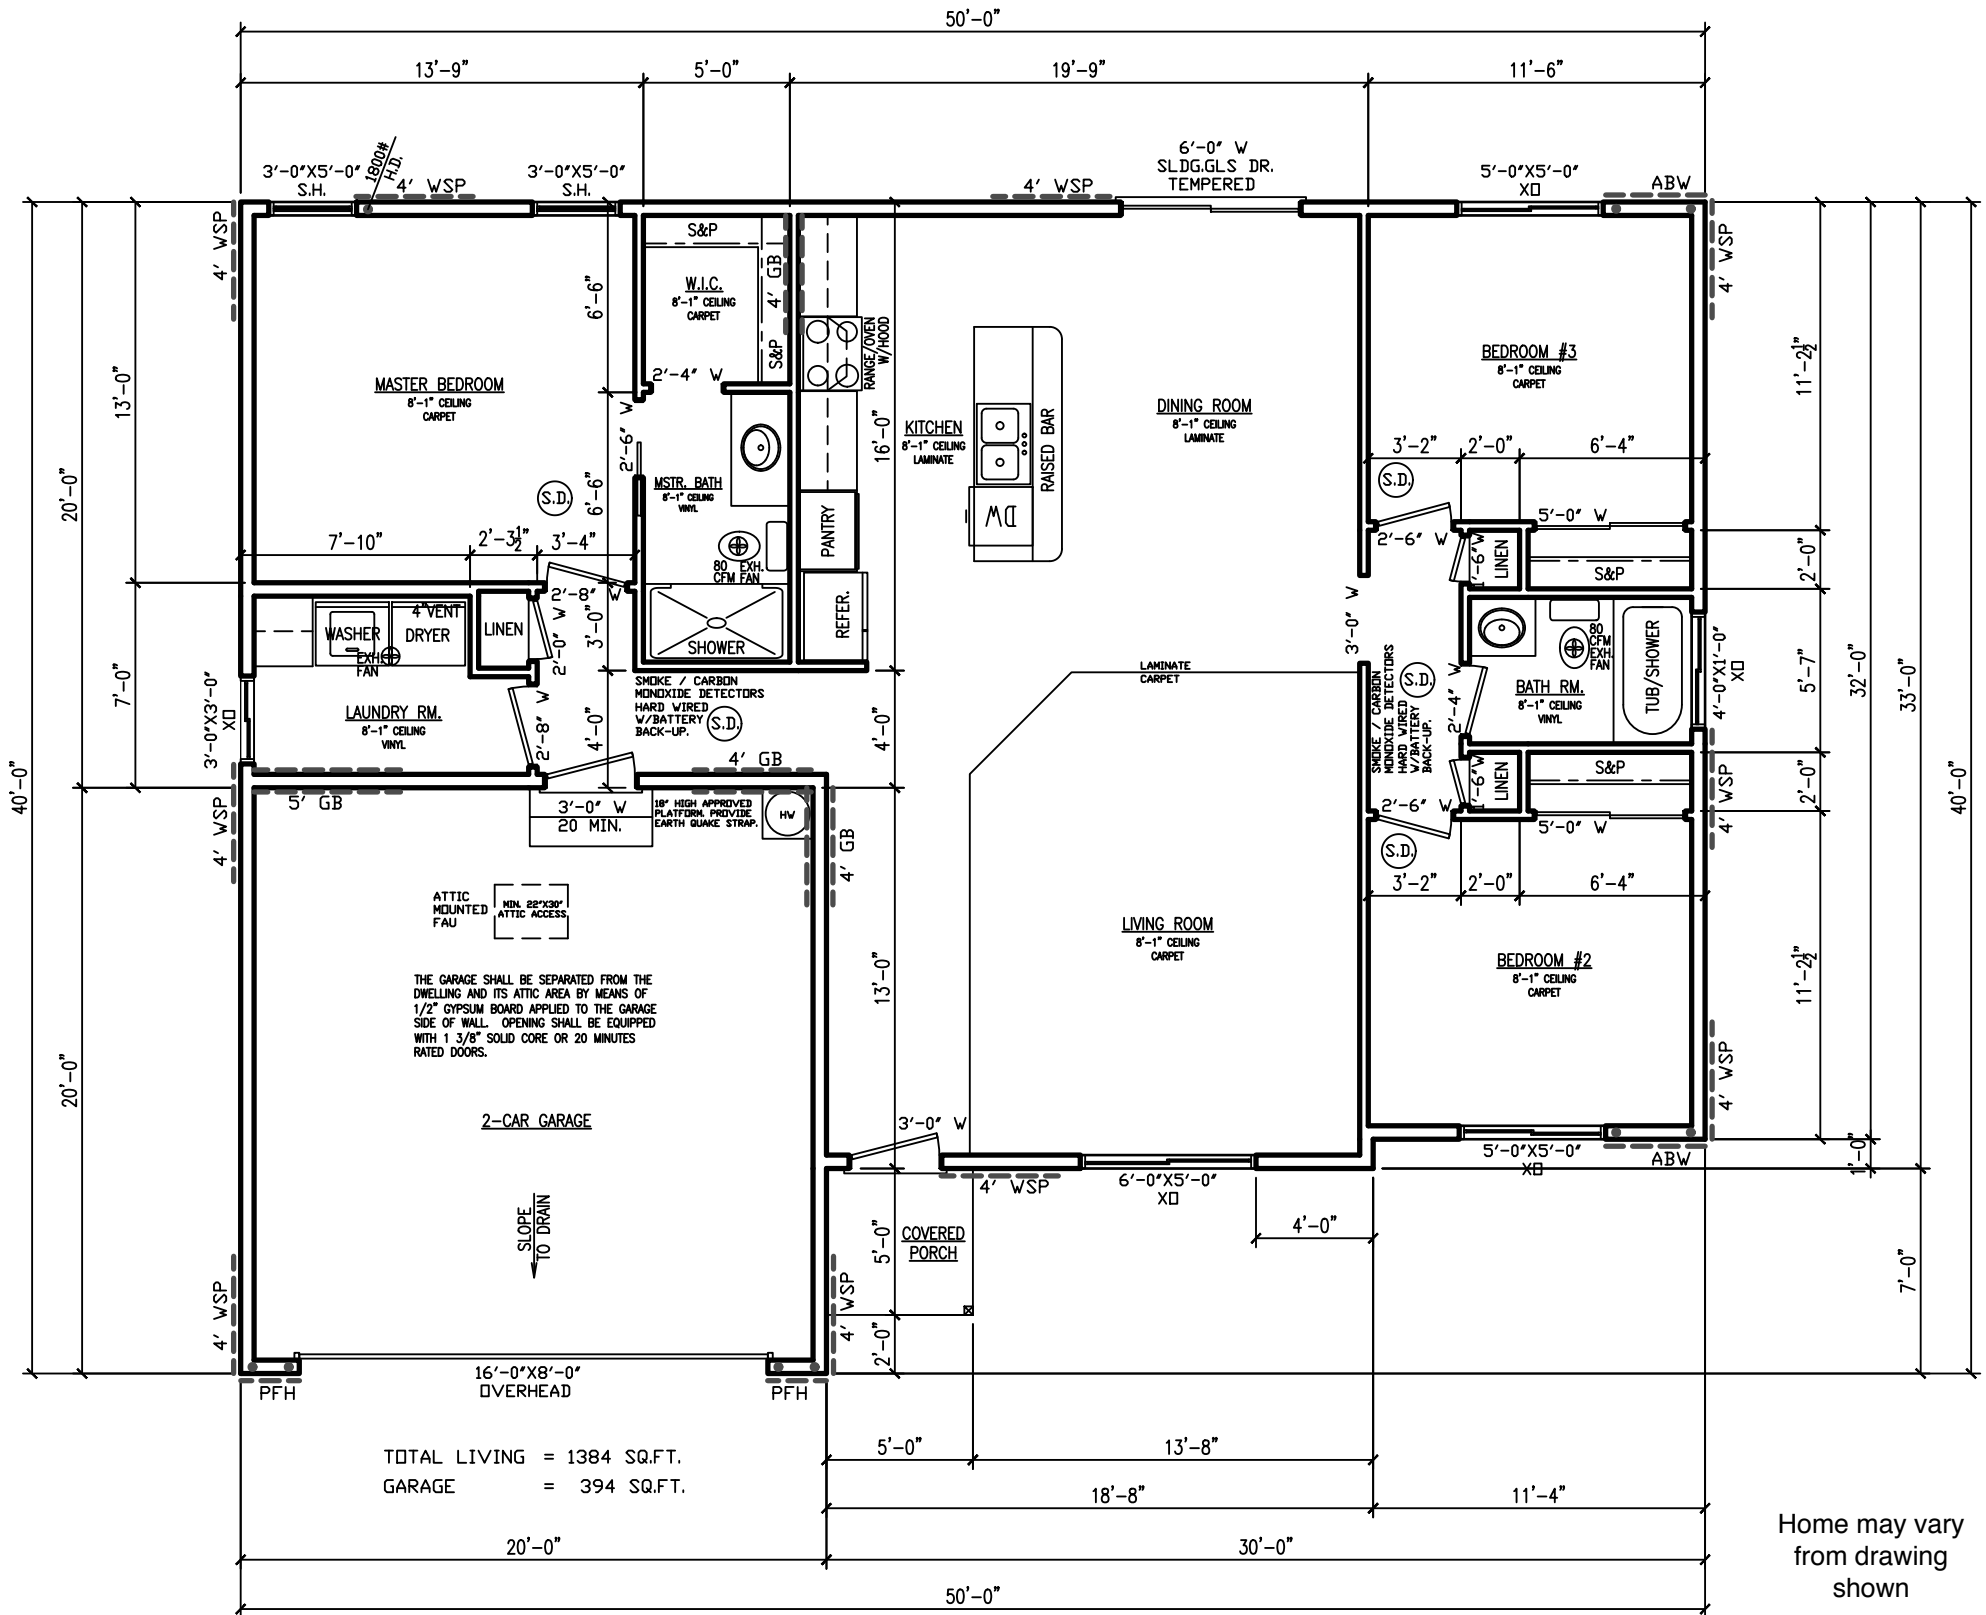 50'-0"
13'-9"
5'-0"
19'-9"
11'-6"
3'-0"X5'-0"
S.H.
1800#
H.D.
4' WSP
3'-0"X5'-0"
S.H.
4' WSP
6'-0" W
SLDG.GLS DR.
TEMPERED
5'-0"X5'-0"
XO
ABW
4' WSP
4' WSP
S&P
W.I.C.
8'-1" CEILING
CARPET
4' GB
S&P
6'-6"
2'-4" W
MASTER BEDROOM
8'-1" CEILING
CARPET
13'-0"
20'-0"
40'-0"
RANGE/OVEN
W/HOOD
16'-0"
KITCHEN
8'-1" CEILING
LAMINATE
RAISED BAR
DW
DINING ROOM
8'-1" CEILING
LAMINATE
BEDROOM #3
8'-1" CEILING
CARPET
11'-2 1/2"
3'-2"
2'-0"
6'-4"
S.D.
5'-0" W
2'-6" W
1'-6" W
LINEN
S&P
2'-0"
2'-6" W
6'-6"
MSTR. BATH
8'-1" CEILING
VINYL
S.D.
80 EXH.
CFM FAN
PANTRY
REFER.
SHOWER
7'-10"
2'-3 1/2"
3'-4"
2'-8" W
4"VENT
WASHER
DRYER
EXH.
FAN
LINEN
2'-0" W
3'-0"
7'-0"
3'-0"X3'-0"
XO
LAUNDRY RM.
8'-1" CEILING
VINYL
2'-8" W
4'-0"
SMOKE / CARBON
MONOXIDE DETECTORS
HARD WIRED
W/BATTERY
BACK-UP.
S.D.
4' GB
4'-0"
LAMINATE
CARPET
3'-0" W
SMOKE / CARBON
MONOXIDE DETECTORS
HARD WIRED
W/BATTERY
BACK-UP.
S.D.
2'-4" W
80
CFM
EXH.
FAN
BATH RM.
8'-1" CEILING
VINYL
TUB/SHOWER
4'-0"X1'-0"
XO
5'-7"
32'-0"
33'-0"
40'-0"
5' GB
4' WSP
3'-0" W
20 MIN.
18" HIGH APPROVED
PLATFORM. PROVIDE
EARTH QUAKE STRAP.
HW
4' GB
1'-6" W
LINEN
S&P
2'-0"
4' WSP
2'-6" W
5'-0" W
S.D.
3'-2"
2'-0"
6'-4"
ATTIC
MOUNTED
FAU
MIN. 22"X30"
ATTIC ACCESS
THE GARAGE SHALL BE SEPARATED FROM THE
DWELLING AND ITS ATTIC AREA BY MEANS OF
1/2" GYPSUM BOARD APPLIED TO THE GARAGE
SIDE OF WALL. OPENING SHALL BE EQUIPPED
WITH 1 3/8" SOLID CORE OR 20 MINUTES
RATED DOORS.
13'-0"
LIVING ROOM
8'-1" CEILING
CARPET
BEDROOM #2
8'-1" CEILING
CARPET
11'-2 1/2"
20'-0"
4' WSP
2-CAR GARAGE
3'-0" W
4' WSP
6'-0"X5'-0"
XO
5'-0"X5'-0"
XO
ABW
1'-0"
SLOPE
TO DRAIN
5'-0"
COVERED
PORCH
4'-0"
7'-0"
4' WSP
4' WSP
2'-0"
PFH
16'-0"X8'-0"
OVERHEAD
PFH
TOTAL LIVING = 1384 SQ.FT.
GARAGE = 394 SQ.FT.
5'-0"
13'-8"
18'-8"
11'-4"
20'-0"
30'-0"
50'-0"
Home may vary
from drawing
shown